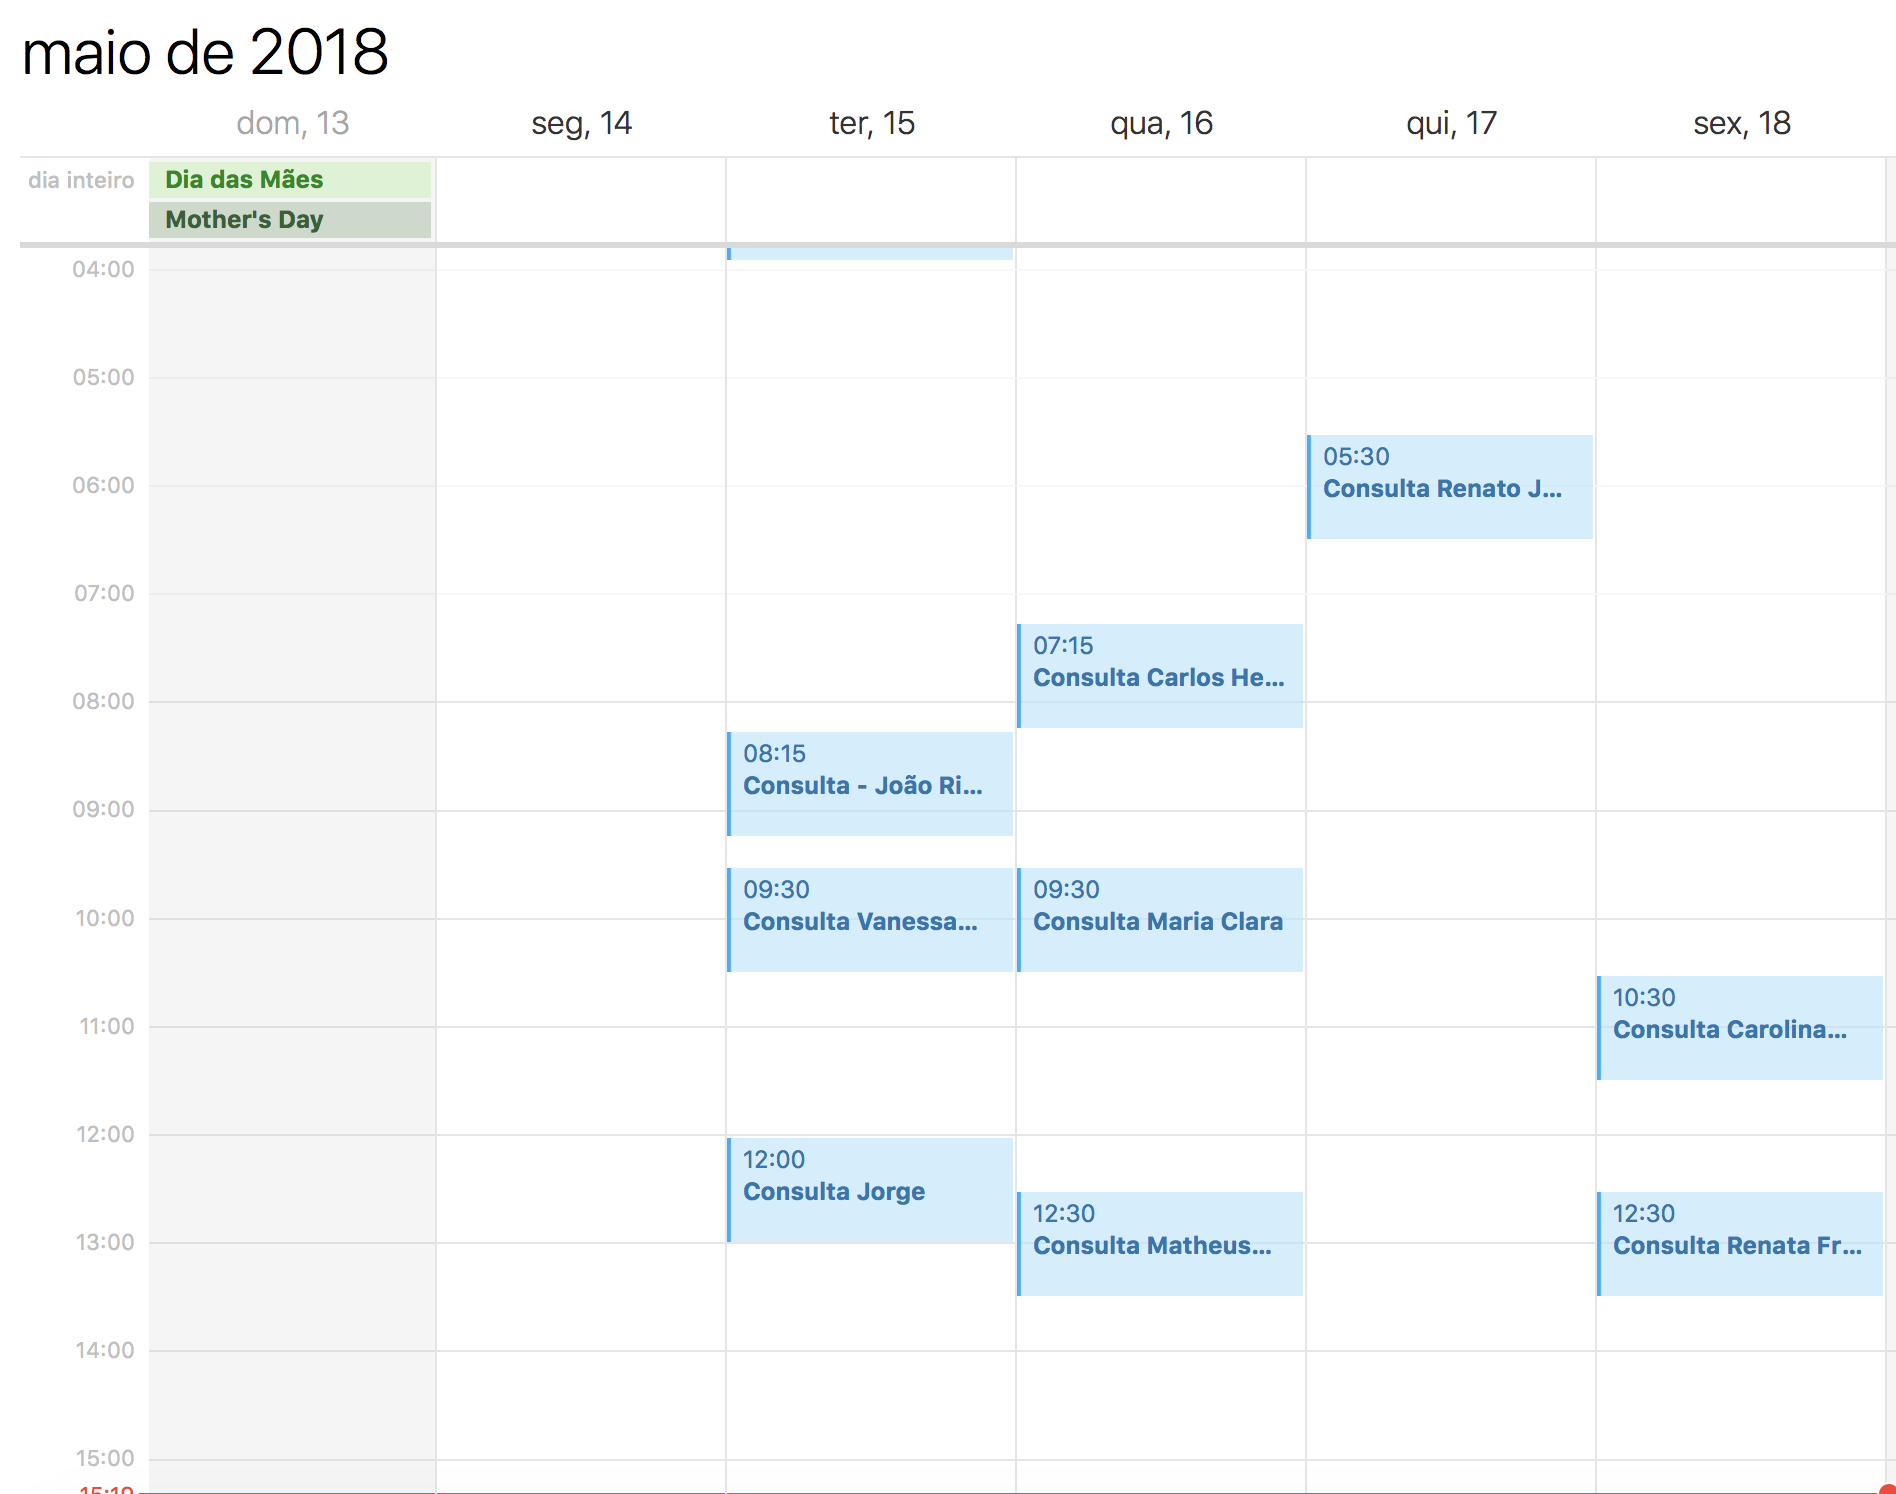 maio de 2018
dom, 13 seg, 14 ter, 15 qua, 16 qui, 17 sex, 18
dia inteiro Dia das Mães
Mother's Day
04:00
05:00
05:30
Consulta Renato J...
06:00
07:00
07:15
Consulta Carlos He...
08:00
08:15
Consulta - João Ri...
09:00
09:30 09:30
Consulta Vanessa... Consulta Maria Clara
10:00
10:30
Consulta Carolina...
11:00
12:00
12:00
Consulta Jorge
12:30 12:30
Consulta Matheus... Consulta Renata Fr...
13:00
14:00
15:00